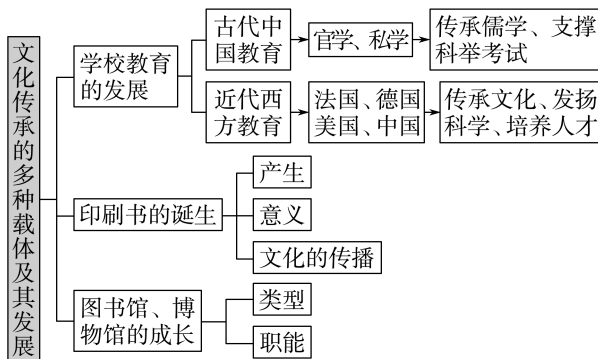 文化传承的多种载体及其发展
学校教育
的发展
古代中
国教育
官学、私学
传承儒学、支撑
科举考试
近代西
方教育
法国、德国
美国、中国
传承文化、发扬
科学、培养人才
印刷书的诞生
产生
意义
文化的传播
图书馆、博
物馆的成长
类型
职能